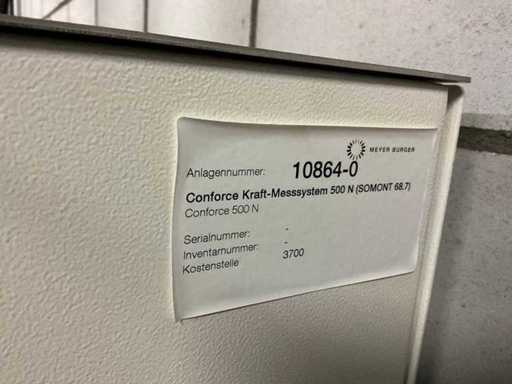 MEYER BURGER
Anlagennummer: 10864-0
Conforce Kraft-Messsystem 500 N (SOMONT 68.7)
Conforce 500 N
Serialnummer: -
Inventarnummer: -
Kostenstelle 3700